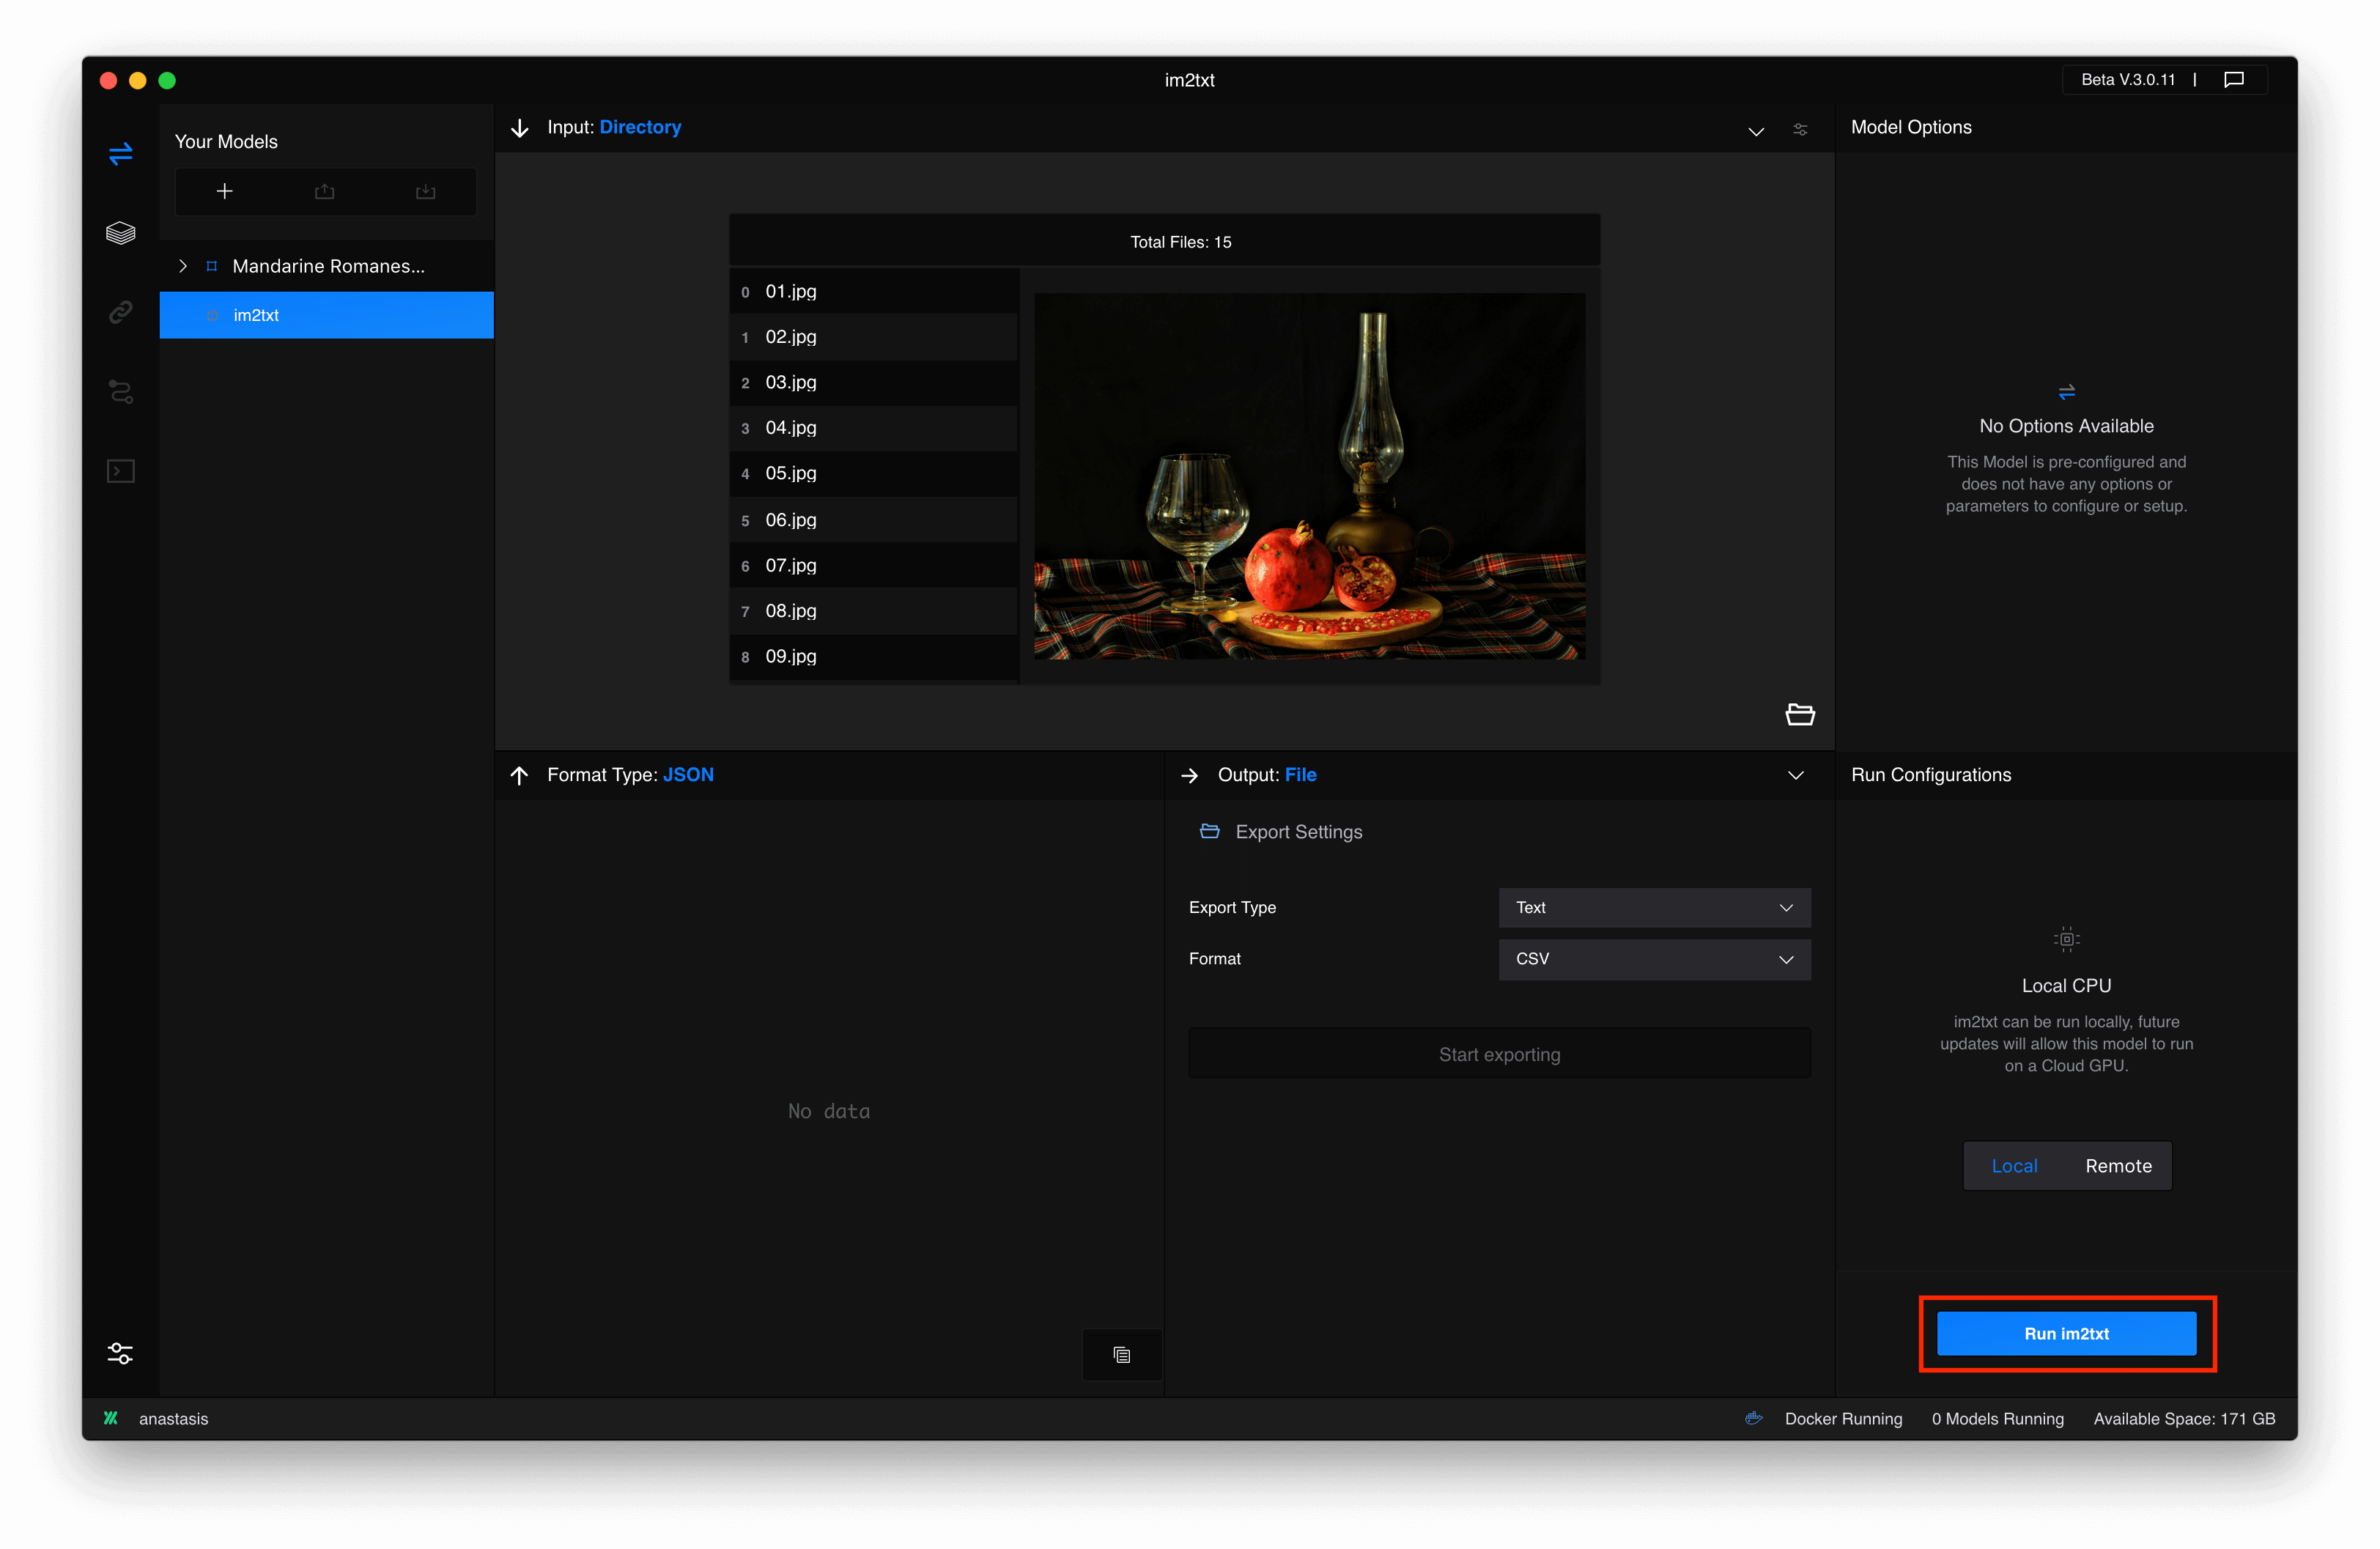 im2txt
Beta V.3.0.11 |
Your Models
Mandarine Romanes...
im2txt
Input: Directory
Total Files: 15
0 01.jpg
1 02.jpg
2 03.jpg
3 04.jpg
4 05.jpg
5 06.jpg
6 07.jpg
7 08.jpg
8 09.jpg
Model Options
No Options Available
This Model is pre-configured and
does not have any options or
parameters to configure or setup.
Format Type: JSON
No data
Output: File
Export Settings
Export Type
Text
Format
CSV
Start exporting
Run Configurations
Local CPU
im2txt can be run locally, future
updates will allow this model to run
on a Cloud GPU.
Local Remote
Run im2txt
anastasis
Docker Running
0 Models Running
Available Space: 171 GB